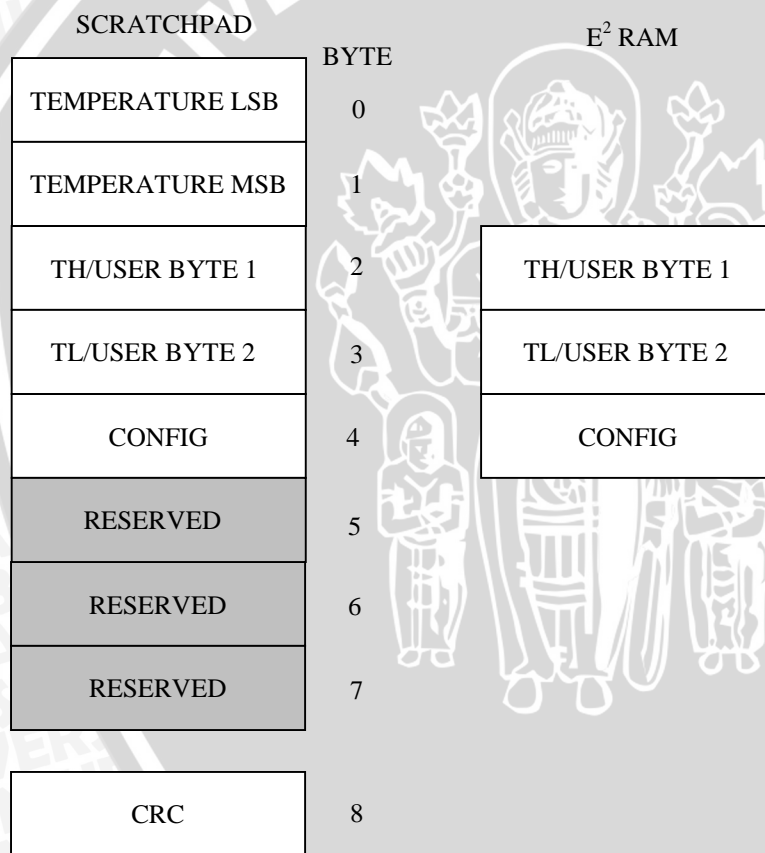 SCRATCHPAD
BYTE
E² RAM
TEMPERATURE LSB 0
TEMPERATURE MSB 1
TH/USER BYTE 1 2 TH/USER BYTE 1
TL/USER BYTE 2 3 TL/USER BYTE 2
CONFIG 4 CONFIG
RESERVED 5
RESERVED 6
RESERVED 7
CRC 8